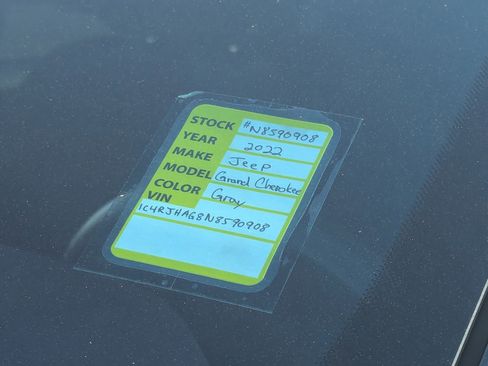 STOCK #N8590908
YEAR 2022
MAKE Jeep
MODEL Grand Cherokee
COLOR Gray
VIN
1C4RJHAG8N8590908